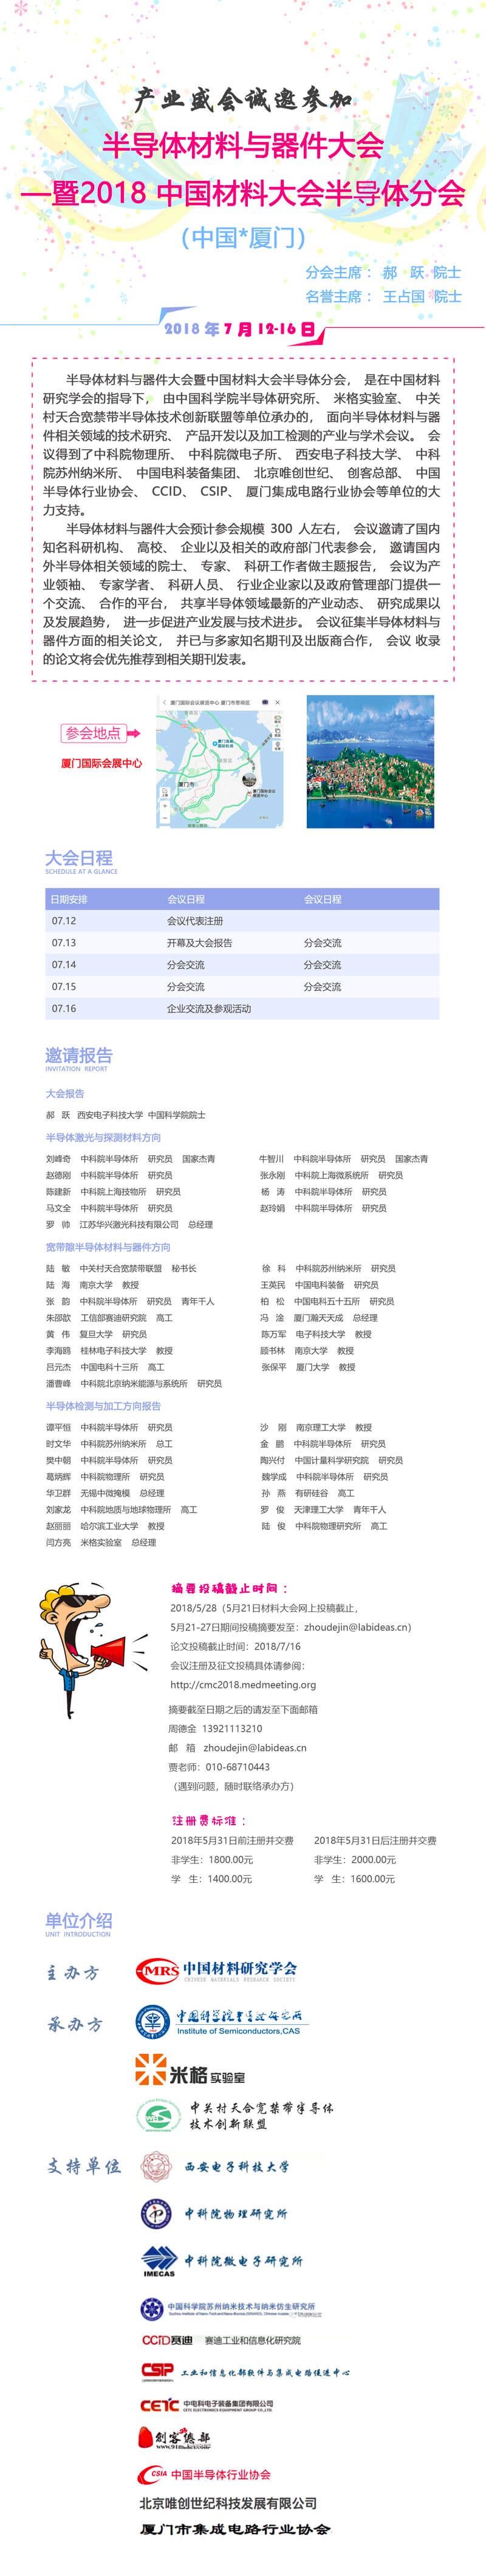 产业盛会诚邀参加
半导体材料与器件大会
—暨2018 中国材料大会半导体分会
（中国*厦门）
分会主席： 郝 跃 院士
名誉主席： 王占国 院士
2018年7月12-16日
半导体材料与器件大会暨中国材料大会半导体分会， 是在中国材料
研究学会的指导下， 由中国科学院半导体研究所、 米格实验室、 中关
村天合宽禁带半导体技术创新联盟等单位承办的， 面向半导体材料与器
件相关领域的技术研究、 产品开发以及加工检测的产业与学术会议。 会
议得到了中科院物理所、 中科院微电子所、 西安电子科技大学、 中科
院苏州纳米所、 中国电科装备集团、 北京唯创世纪、 创客总部、 中国
半导体行业协会、 CCID、 CSIP、 厦门集成电路行业协会等单位的大
力支持。
半导体材料与器件大会预计参会规模 300 人左右， 会议邀请了国内
知名科研机构、 高校、 企业以及相关的政府部门代表参会， 邀请国内
外半导体相关领域的院士、 专家、 科研工作者做主题报告， 会议为产
业领袖、 专家学者、 科研人员、 行业企业家以及政府管理部门提供一
个交流、 合作的平台， 共享半导体领域最新的产业动态、 研究成果以
及发展趋势， 进一步促进产业发展与技术进步。 会议征集半导体材料与
器件方面的相关论文， 并已与多家知名期刊及出版商合作， 会议 收录
的论文将会优先推荐到相关期刊发表。
参会地点
厦门国际会展中心
厦门国际会议展览中心 厦门市思明区
厦门市
大会日程
SCHEDULE AT A GLANCE
日期安排 会议日程 会议日程
07.12 会议代表注册
07.13 开幕及大会报告 分会交流
07.14 分会交流 分会交流
07.15 分会交流 分会交流
07.16 企业交流及参观活动
邀请报告
INVITATION REPORT
大会报告
郝 跃 西安电子科技大学 中国科学院院士
半导体激光与探测材料方向
刘峰奇 中科院半导体所 研究员 国家杰青 牛智川 中科院半导体所 研究员 国家杰青
赵德刚 中科院半导体所 研究员 张永刚 中科院上海微系统所 研究员
陈建新 中科院上海技物所 研究员 杨 涛 中科院半导体所 研究员
马文全 中科院半导体所 研究员 赵玲娟 中科院半导体所 研究员
罗 帅 江苏华兴激光科技有限公司 总经理
宽带隙半导体材料与器件方向
陆 敏 中关村天合宽禁带联盟 秘书长 徐 科 中科院苏州纳米所 研究员
陆 海 南京大学 教授 王英民 中国电科装备 研究员
张 韵 中科院半导体所 研究员 青年千人 柏 松 中国电科五十五所 研究员
朱邵歆 工信部赛迪研究院 高工 冯 淦 厦门瀚天天成 总经理
黄 伟 复旦大学 研究员 陈万军 电子科技大学 教授
李海鸥 桂林电子科技大学 教授 顾书林 南京大学 教授
吕元杰 中国电科十三所 高工 张保平 厦门大学 教授
潘曹峰 中科院北京纳米能源与系统所 研究员
半导体检测与加工方向报告
谭平恒 中科院半导体所 研究员 沙 刚 南京理工大学 教授
时文华 中科院苏州纳米所 总工 金 鹏 中科院半导体所 研究员
樊中朝 中科院半导体所 研究员 陶兴付 中国计量科学研究院 研究员
葛炳辉 中科院物理所 研究员 魏学成 中科院半导体所 研究员
华卫群 无锡中微掩模 总经理 孙 燕 有研硅谷 高工
刘家龙 中科院地质与地球物理所 高工 罗 俊 天津理工大学 青年千人
赵丽丽 哈尔滨工业大学 教授 陆 俊 中科院物理研究所 高工
闫方亮 米格实验室 总经理
摘要投稿截止时间：
2018/5/28（5月21日材料大会网上投稿截止，
5月21-27日期间投稿摘要发至：zhoudejin@labideas.cn）
论文投稿截止时间：2018/7/16
会议注册及征文投稿具体请参阅：
http://cmc2018.medmeeting.org
摘要截至日期之后的请发至下面邮箱
周德金 13921113210
邮 箱 zhoudejin@labideas.cn
贾老师：010-68710443
（遇到问题，随时联络承办方）
注册费标准：
2018年5月31日前注册并交费 2018年5月31日后注册并交费
非学生：1800.00元 非学生：2000.00元
学 生：1400.00元 学 生：1600.00元
单位介绍
UNIT INTRODUCTION
主办方
MRS 中国材料研究学会
CHINESE MATERIALS RESEARCH SOCIETY
承办方
中国科学院半导体研究所
Institute of Semiconductors,CAS
米格实验室
中关村天合宽禁带半导体
技术创新联盟
支持单位
西安电子科技大学
中科院物理研究所
IMECAS 中科院微电子研究所
中国科学院苏州纳米技术与纳米仿生研究所
CCID赛迪 赛迪工业和信息化研究院
CSIP 工业和信息化部软件与集成电路促进中心
CETC 中电科电子装备集团有限公司
CETC ELECTRONICS EQUIPMENT GROUP CO.,LTD
创客总部
CSIA 中国半导体行业协会
北京唯创世纪科技发展有限公司
厦门市集成电路行业协会